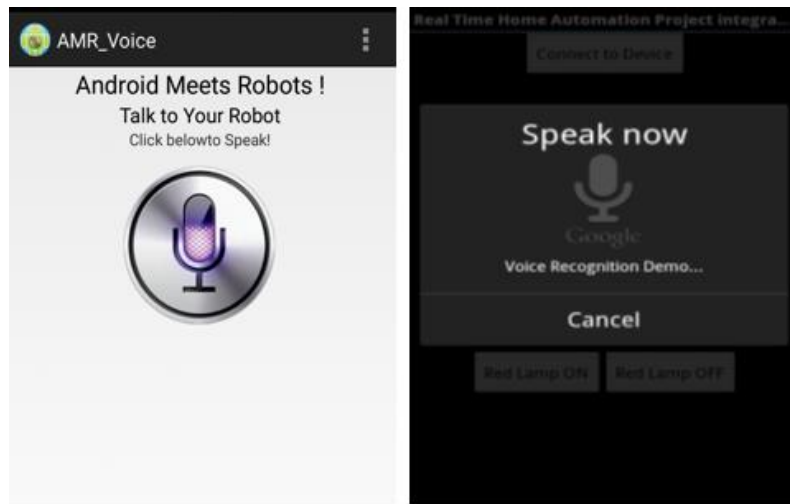 AMR_Voice
Android Meets Robots !
Talk to Your Robot
Click belowto Speak!
Real Time Home Automation Project integra...
Connect to Device
Speak now
Google
Voice Recognition Demo...
Cancel
Red Lamp ON Red Lamp OFF